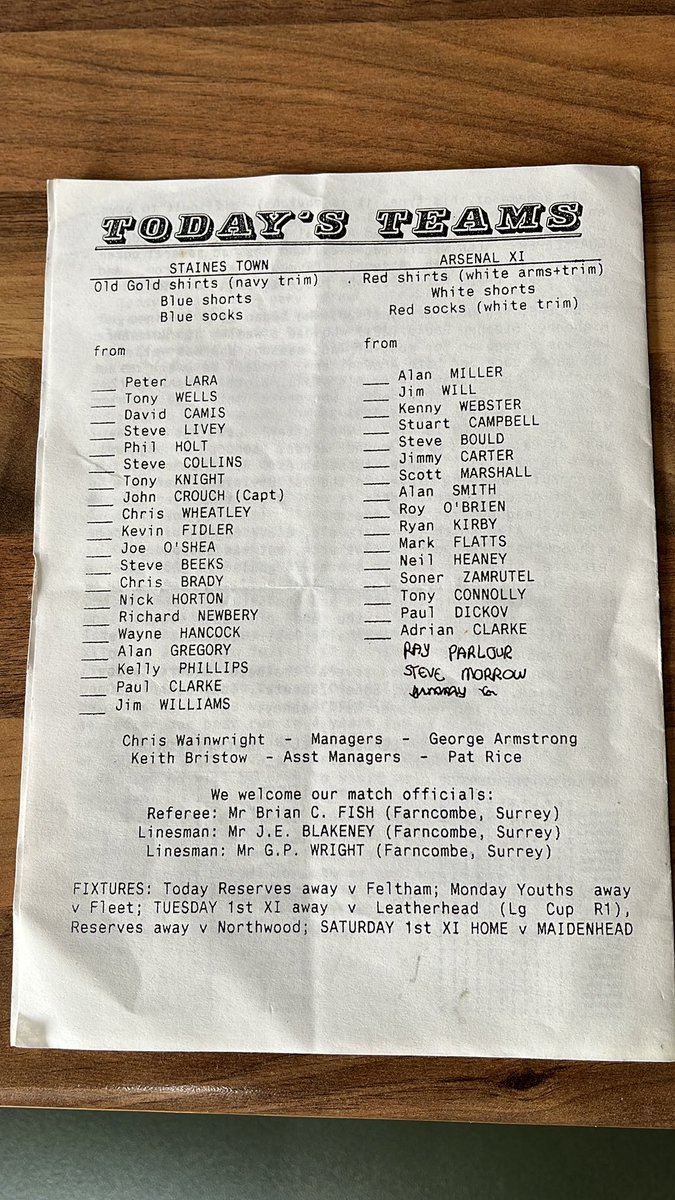 TODAY'S TEAMS
STAINES TOWN
Old Gold shirts (navy trim)
Blue shorts
Blue socks
from
Peter LARA
Tony WELLS
David CAMIS
Steve LIVEY
Phil HOLT
Steve COLLINS
Tony KNIGHT
John CROUCH (Capt)
Chris WHEATLEY
Kevin FIDLER
Joe O'SHEA
Steve BEEKS
Chris BRADY
Nick HORTON
Richard NEWBERY
Wayne HANCOCK
Alan GREGORY
Kelly PHILLIPS
Paul CLARKE
Jim WILLIAMS
ARSENAL XI
Red shirts (white arms+trim)
White shorts
Red socks (white trim)
from
Alan MILLER
Jim WILL
Kenny WEBSTER
Stuart CAMPBELL
Steve BOULD
Jimmy CARTER
Scott MARSHALL
Alan SMITH
Roy O'BRIEN
Ryan KIRBY
Mark FLATTS
Neil HEANEY
Soner ZAMRUTEL
Tony CONNOLLY
Paul DICKOV
Adrian CLARKE
RAY PARLOUR
STEVE MORROW
Chris Wainwright - Managers - George Armstrong
Keith Bristow - Asst Managers - Pat Rice
We welcome our match officials:
Referee: Mr Brian C. FISH (Farncombe, Surrey)
Linesman: Mr J.E. BLAKENEY (Farncombe, Surrey)
Linesman: Mr G.P. WRIGHT (Farncombe, Surrey)
FIXTURES: Today Reserves away v Feltham; Monday Youths away
v Fleet; TUESDAY 1st XI away v Leatherhead (Lg Cup R1),
Reserves away v Northwood; SATURDAY 1st XI HOME v MAIDENHEAD